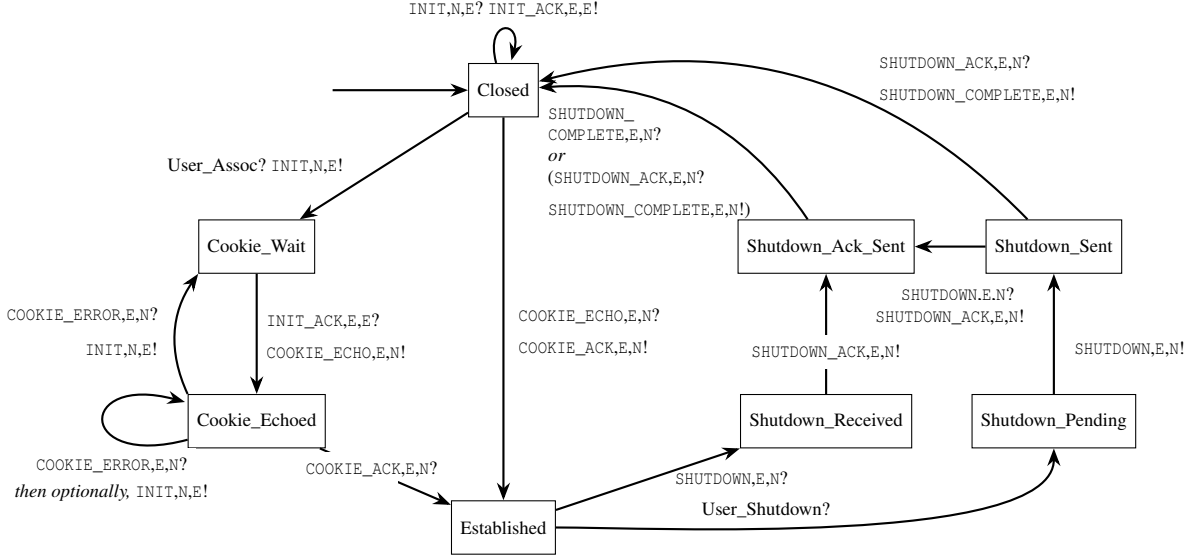 INIT,N,E? INIT_ACK,E,E!
Closed
SHUTDOWN_ACK,E,N?
SHUTDOWN_COMPLETE,E,N!
SHUTDOWN_
COMPLETE,E,N?
or
(SHUTDOWN_ACK,E,N?
SHUTDOWN_COMPLETE,E,N!)
User_Assoc? INIT,N,E!
Cookie_Wait
Shutdown_Ack_Sent
Shutdown_Sent
COOKIE_ERROR,E,N?
INIT,N,E!
INIT_ACK,E,E?
COOKIE_ECHO,E,N!
COOKIE_ECHO,E,N?
COOKIE_ACK,E,N!
SHUTDOWN,E,N?
SHUTDOWN_ACK,E,N!
SHUTDOWN_ACK,E,N!
SHUTDOWN,E,N!
Cookie_Echoed
Shutdown_Received
Shutdown_Pending
COOKIE_ERROR,E,N?
then optionally, INIT,N,E!
COOKIE_ACK,E,N?
SHUTDOWN,E,N?
User_Shutdown?
Established